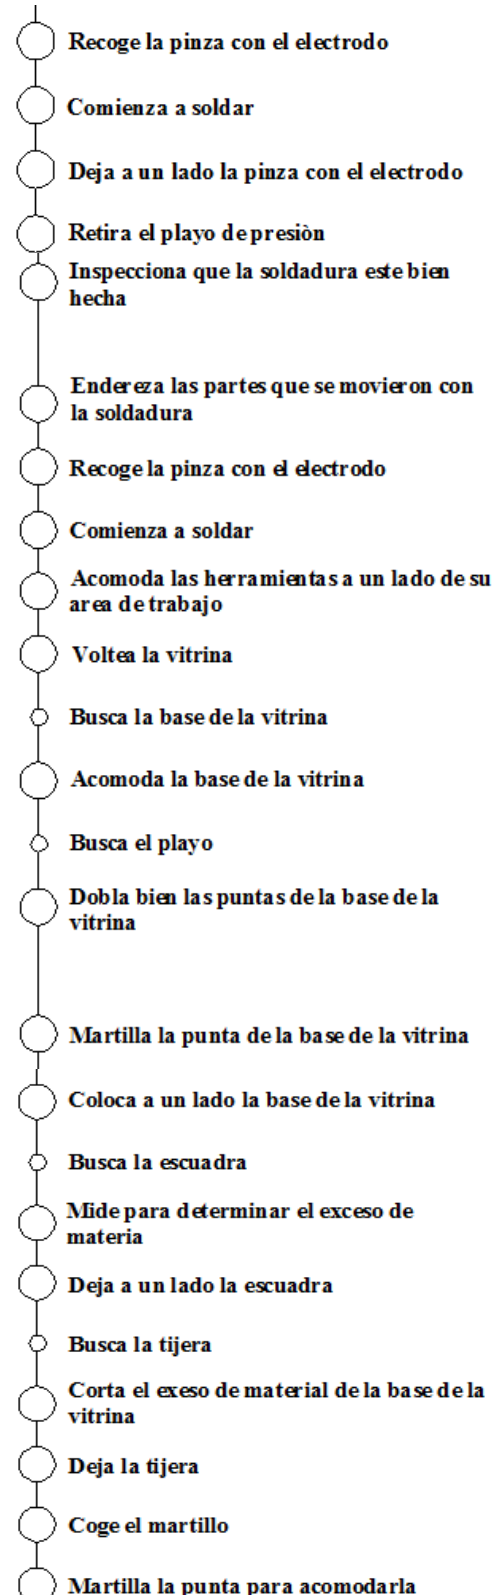 Recoge la pinza con el electrodo
Comienza a soldar
Deja a un lado la pinza con el electrodo
Retira el playo de presiòn
Inspecciona que la soldadura este bien
hecha
Endereza las partes que se movieron con
la soldadura
Recoge la pinza con el electrodo
Comienza a soldar
Acomoda las herramientas a un lado de su
area de trabajo
Voltea la vitrina
Busca la base de la vitrina
Acomoda la base de la vitrina
Busca el playo
Dobla bien las puntas de la base de la
vitrina
Martilla la punta de la base de la vitrina
Coloca a un lado la base de la vitrina
Busca la escuadra
Mide para determinar el exceso de
materia
Deja a un lado la escuadra
Busca la tijera
Corta el exeso de material de la base de la
vitrina
Deja la tijera
Coge el martillo
Martilla la punta para acomodarla